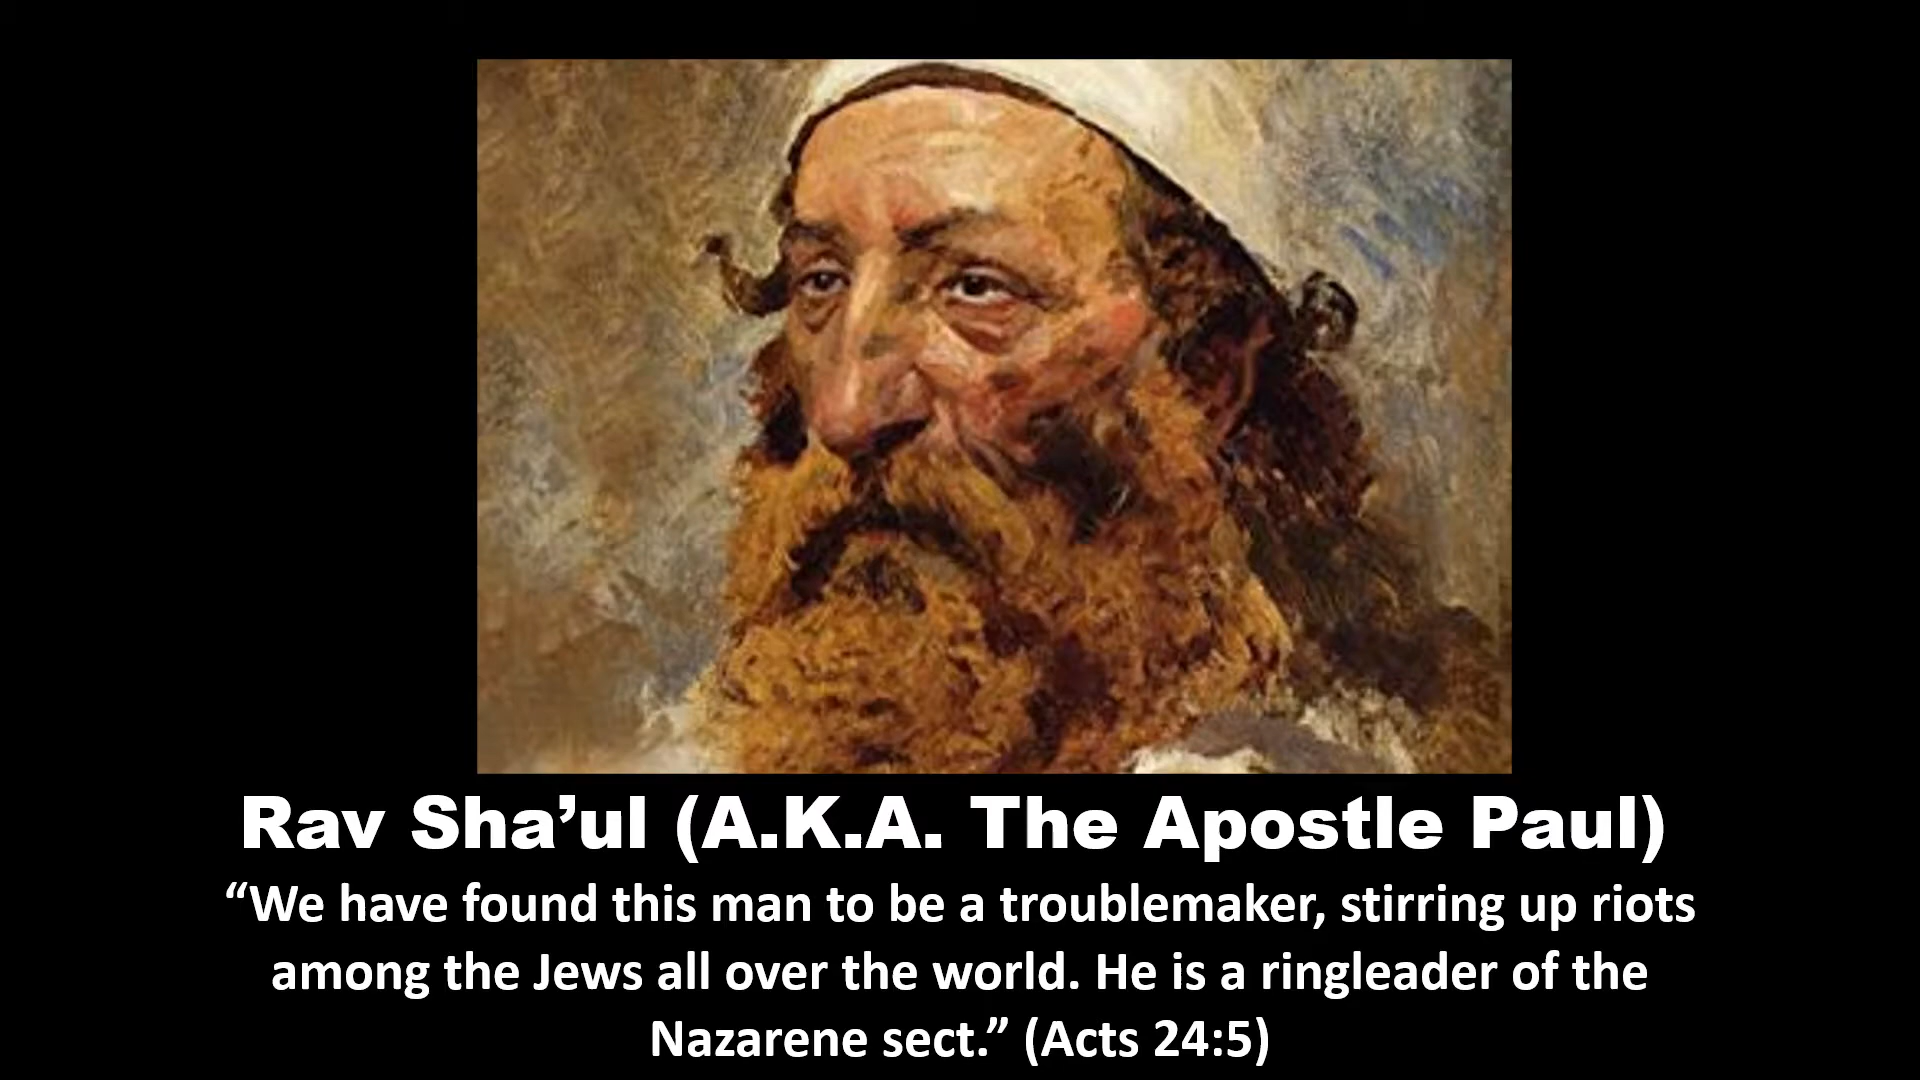 Rav Sha’ul (A.K.A. The Apostle Paul)
“We have found this man to be a troublemaker, stirring up riots
among the Jews all over the world. He is a ringleader of the
Nazarene sect.” (Acts 24:5)